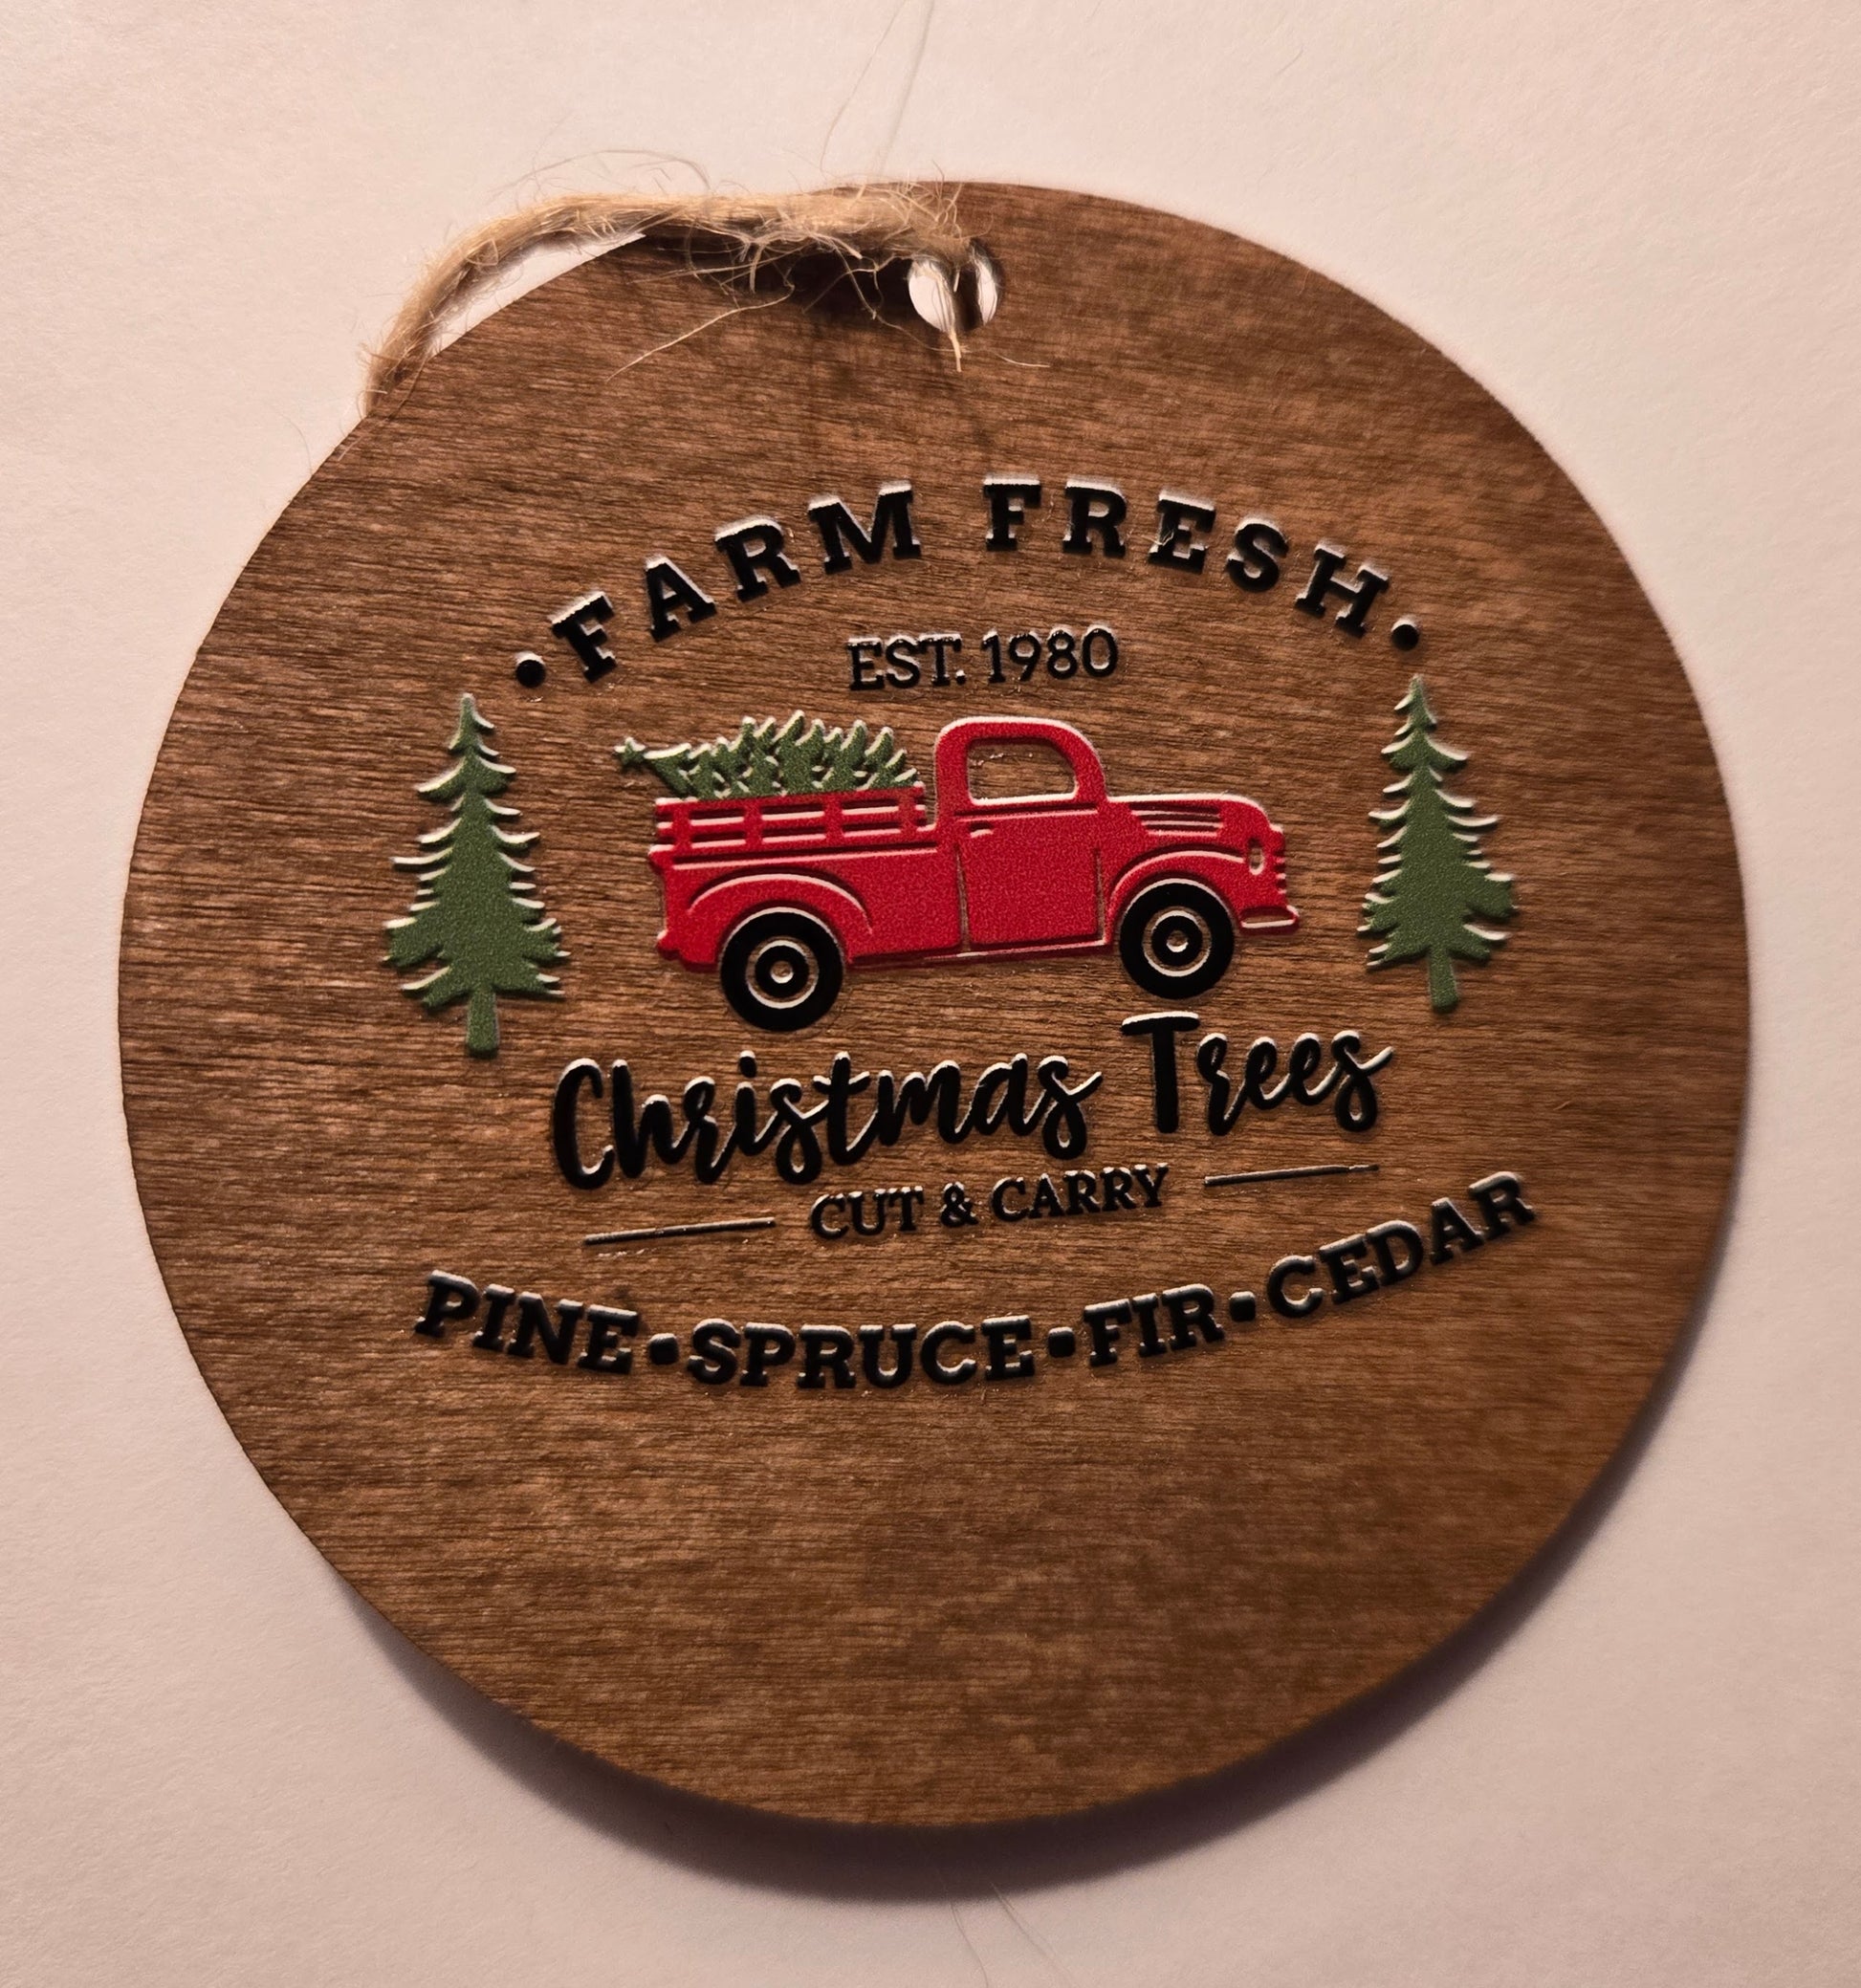 •FARM FRESH•
EST. 1980
Christmas Trees
CUT & CARRY
PINE•SPRUCE•FIR•CEDAR